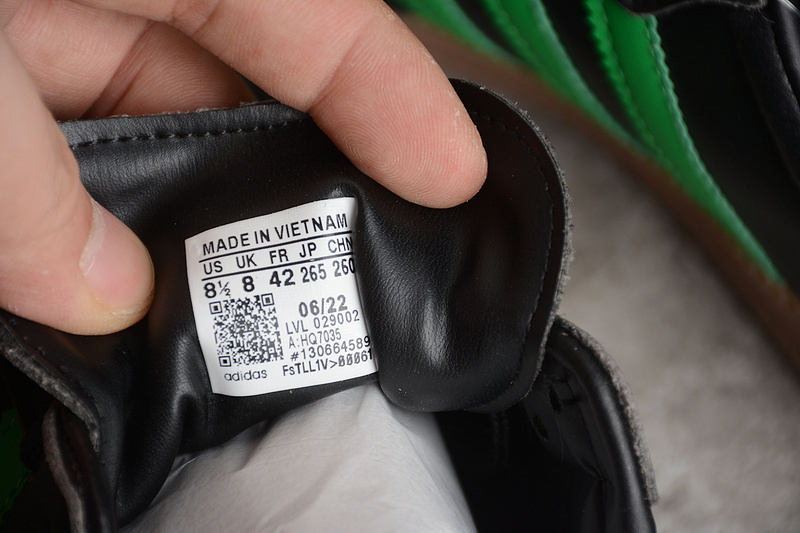 MADE IN VIETNAM
US UK FR JP CHN
8½ 8 42 265 260
06/22
LVL 029002
A:HQ7035
#130664589
adidas FsTLL1V>00061